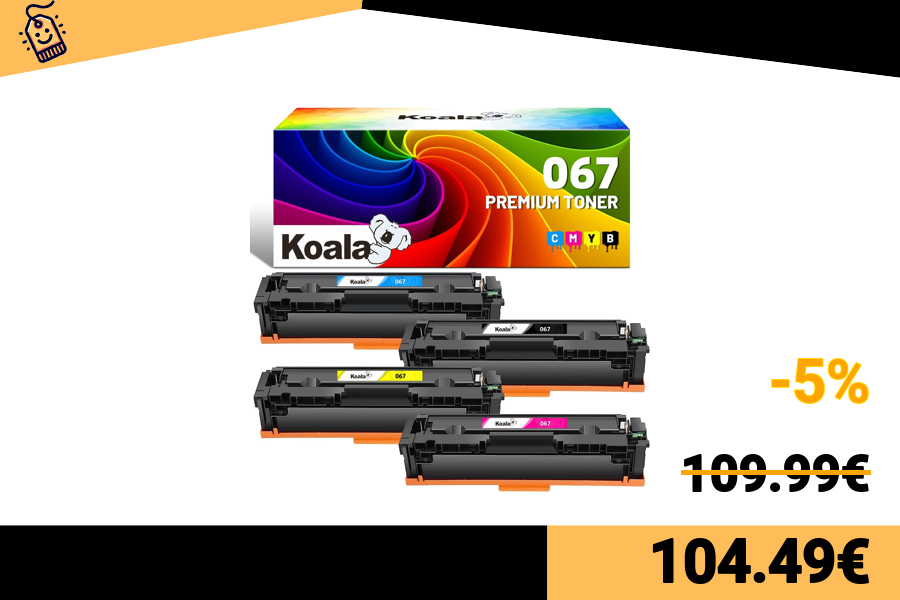 Koala
067
PREMIUM TONER
C M Y B
Koala
Koala 067
Koala 067
Koala 067
Koala 067
-5%
109.99€
104.49€